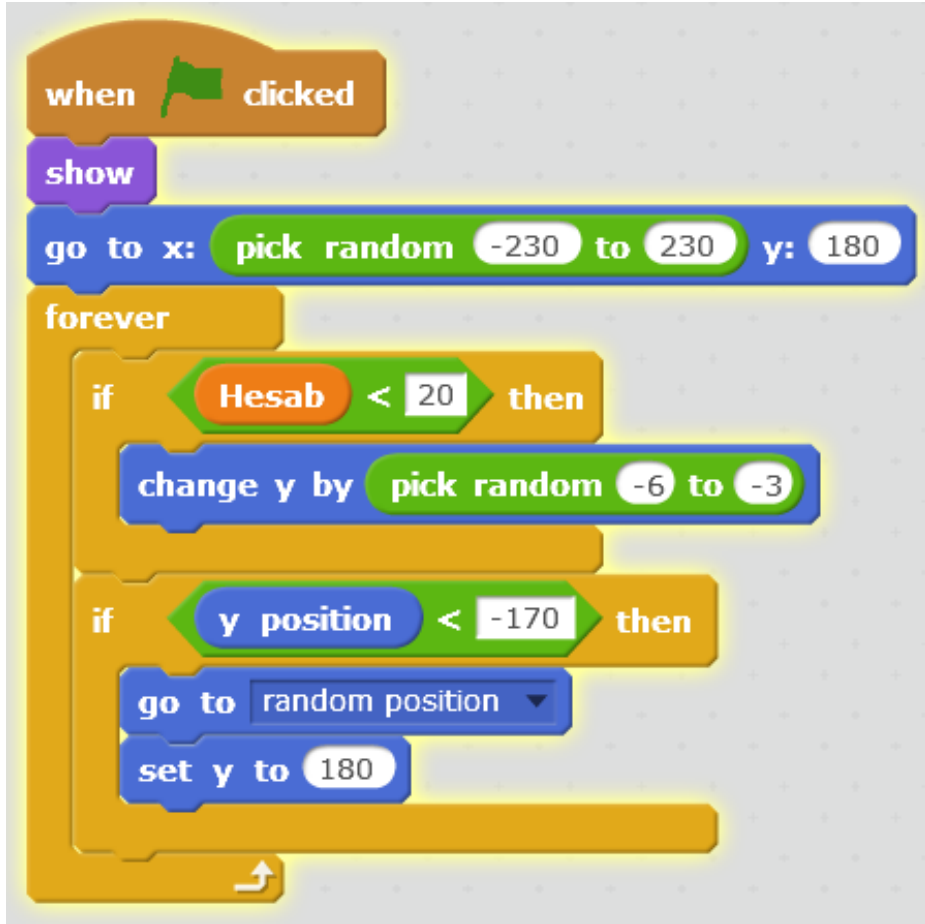 when clicked
show
go to x: pick random -230 to 230 y: 180
forever
if Hesab < 20 then
change y by pick random -6 to -3
if y position < -170 then
go to random position
set y to 180